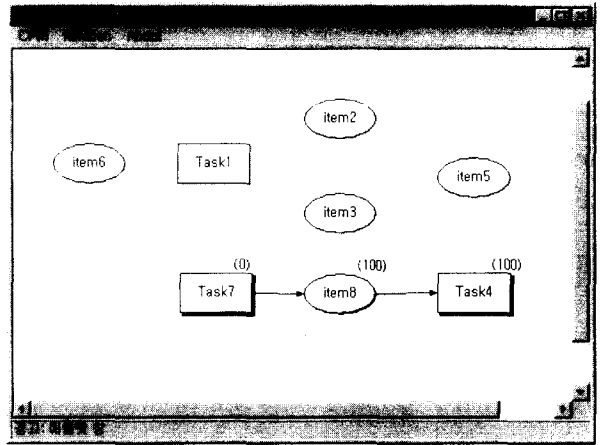 item2
item6
Task1
item5
item3
(0)
(100)
(100)
Task7
item8
Task4